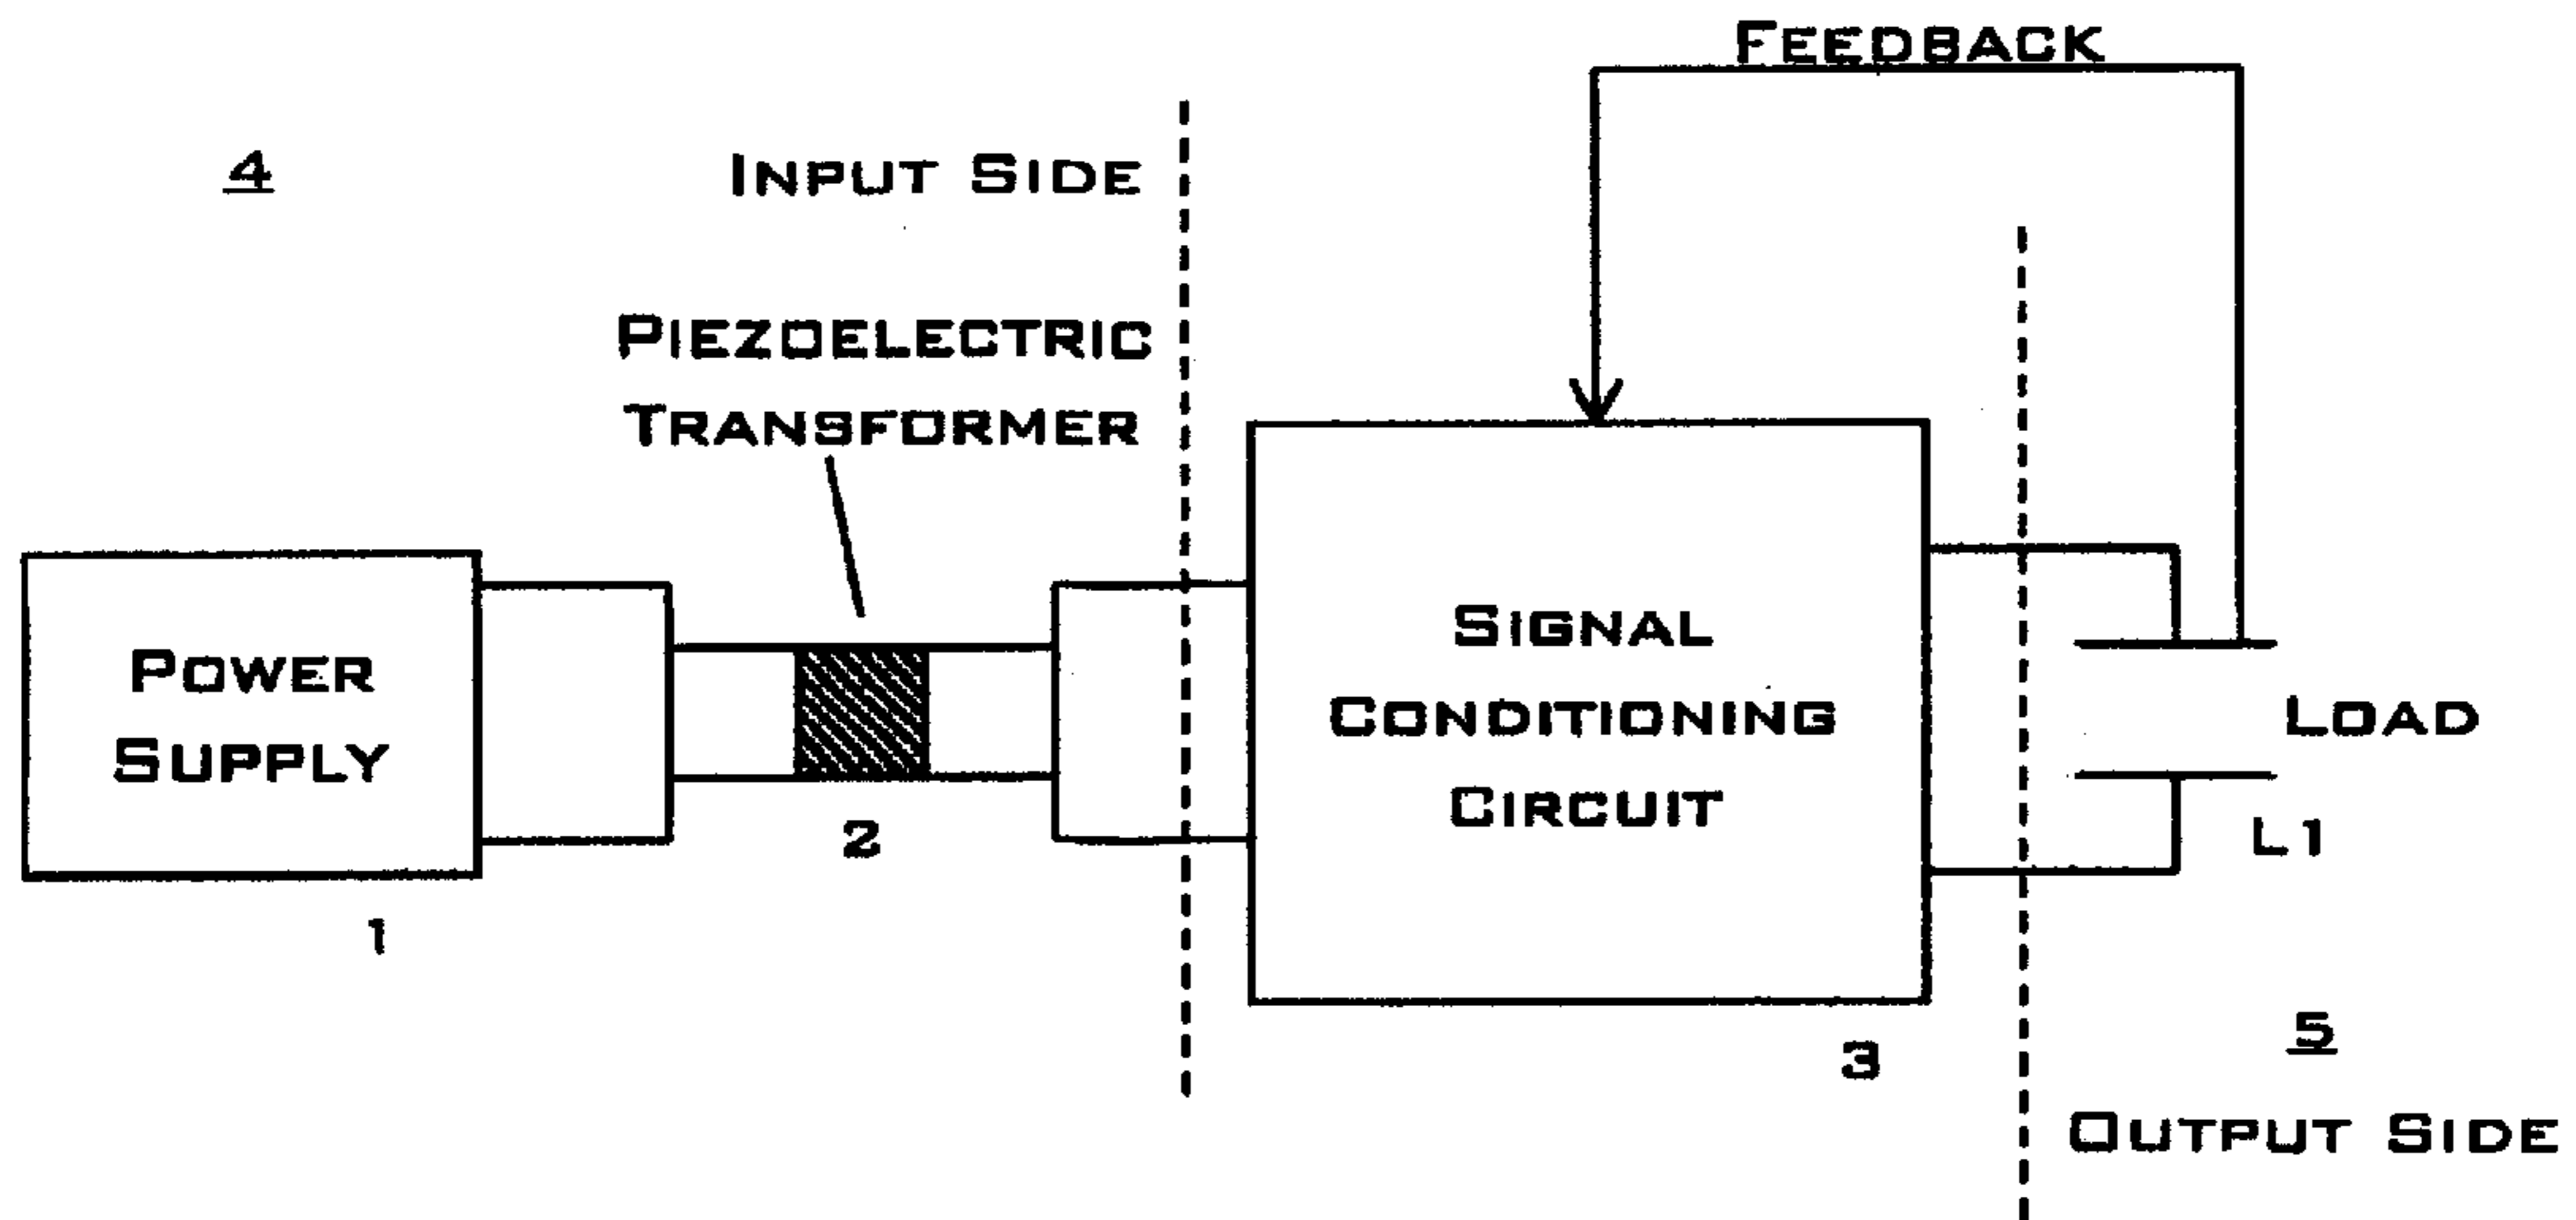 FEEDBACK
4
INPUT SIDE
PIEZOELECTRIC
TRANSFORMER
POWER
SUPPLY
1
2
SIGNAL
CONDITIONING
CIRCUIT
3
LOAD
L1
5
OUTPUT SIDE